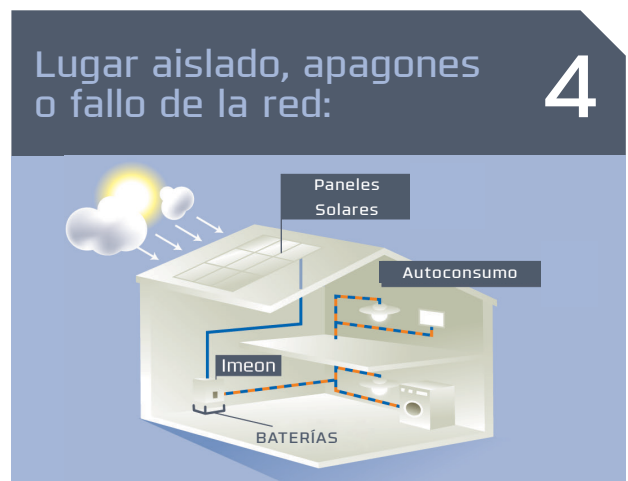 Lugar aislado, apagones
o fallo de la red:
4
Paneles
Solares
Autoconsumo
Imeon
BATERÍAS